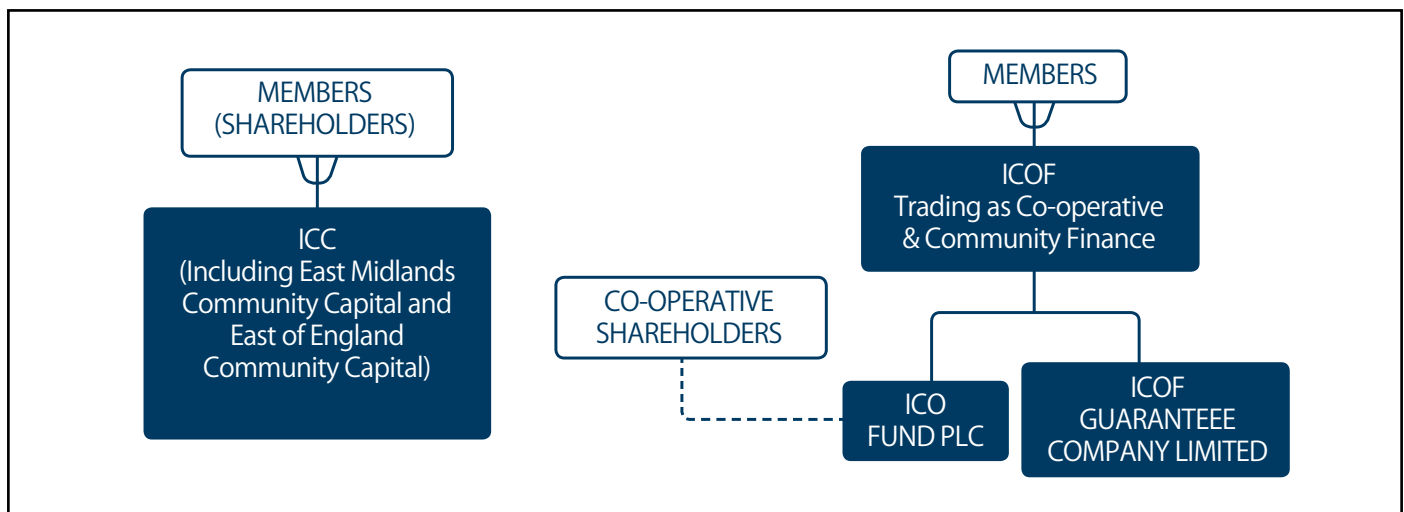 MEMBERS
(SHAREHOLDERS)
ICC
(Including East Midlands
Community Capital and
East of England
Community Capital)
MEMBERS
ICOF
Trading as Co-operative
& Community Finance
CO-OPERATIVE
SHAREHOLDERS
ICO
FUND PLC
ICOF
GUARANTEEE
COMPANY LIMITED